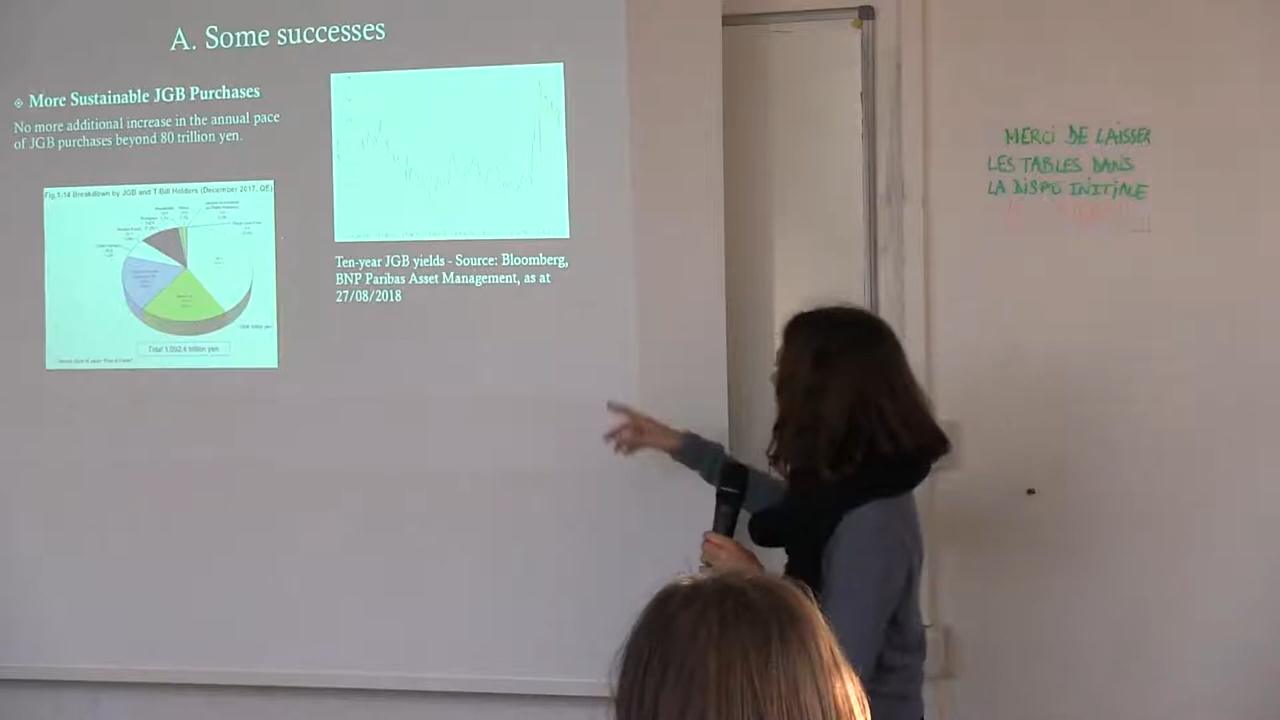 A. Some successes
More Sustainable JGB Purchases
No more additional increase in the annual pace
of JGB purchases beyond 80 trillion yen.
Fig.1-14 Breakdown by JGB and T-Bill Holders (December 2017, QE)
Total 1,092.4 trillion yen
Ten-year JGB yields - Source: Bloomberg,
BNP Paribas Asset Management, as at
27/08/2018
MERCI DE LAISSER
LES TABLES DANS
LA DISPO INITIALE